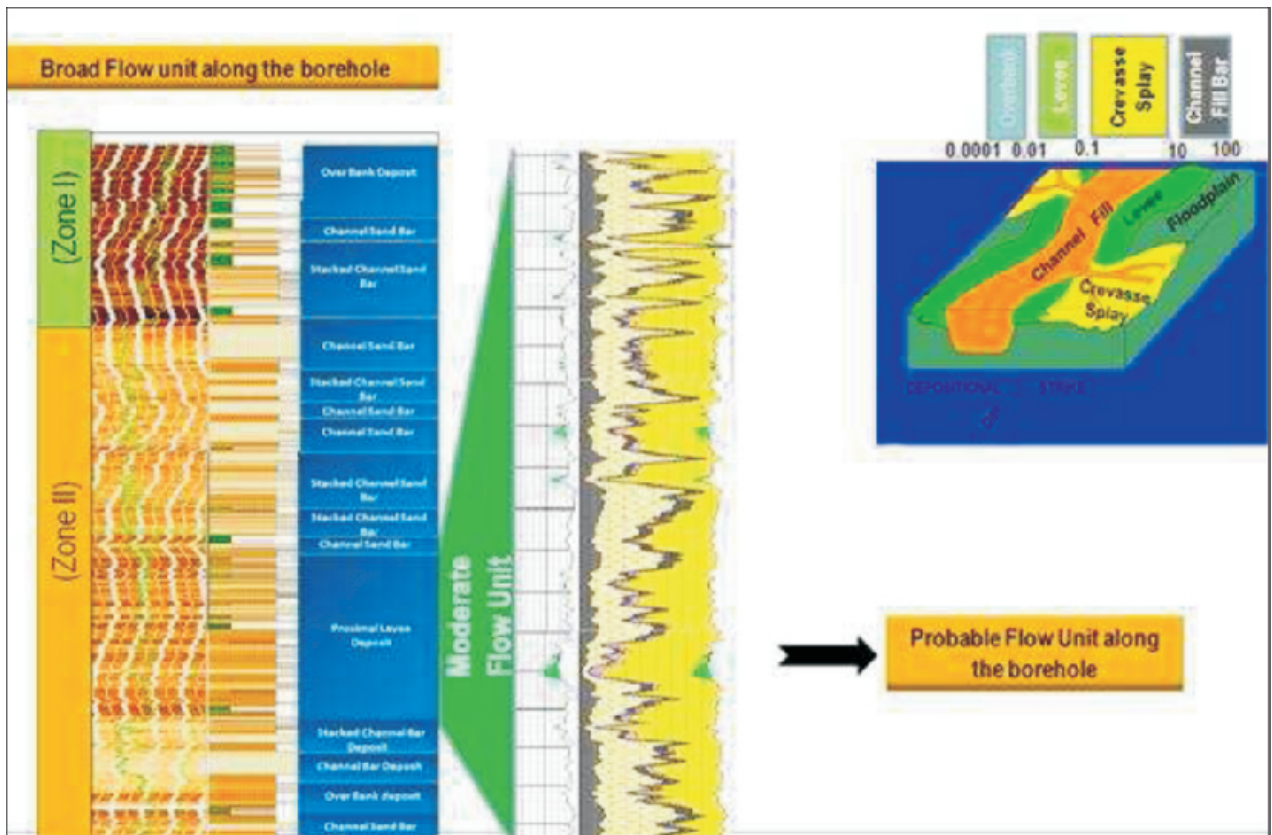 Broad Flow unit along the borehole
Overbank
Levee
Crevasse
Splay
Channel
Fill Bar
0.0001 0.01 0.1 10 100
(Zone I)
(Zone II)
Over Bank Deposit
Channel Sand Bar
Stacked Channel Sand
Bar
Channel Sand Bar
Stacked Channel Sand
Bar
Channel Sand Bar
Channel Sand Bar
Stacked Channel Sand
Bar
Stacked Channel Sand
Bar
Channel Sand Bar
Proximal Levee
Deposit
Stacked Channel Bar
Deposit
Channel Bar Deposit
Over Bank deposit
Channel Sand Bar
Moderate
Flow Unit
Channel Fill
Levee
Floodplain
Crevasse
Splay
DEPOSITIONAL STRIKE
Probable Flow Unit along
the borehole